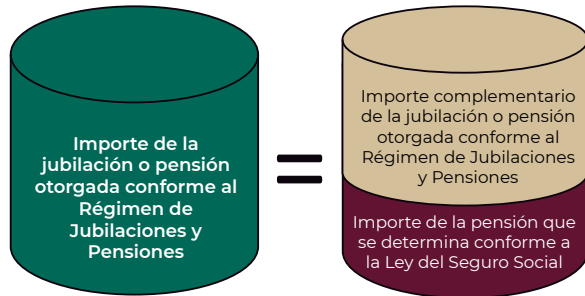 Importe de la
jubilación o pensión
otorgada conforme al
Régimen de
Jubilaciones y
Pensiones
=
Importe complementario
de la jubilación o pensión
otorgada conforme al
Régimen de Jubilaciones
y Pensiones
Importe de la pensión que
se determina conforme a
la Ley del Seguro Social